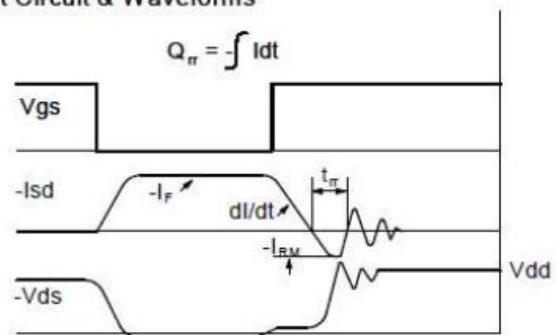 t Circuit & Waveforms
Qrr = -∫ Idt
Vgs
trr
-Isd
-IF
dI/dt
-IRM
Vdd
-Vds